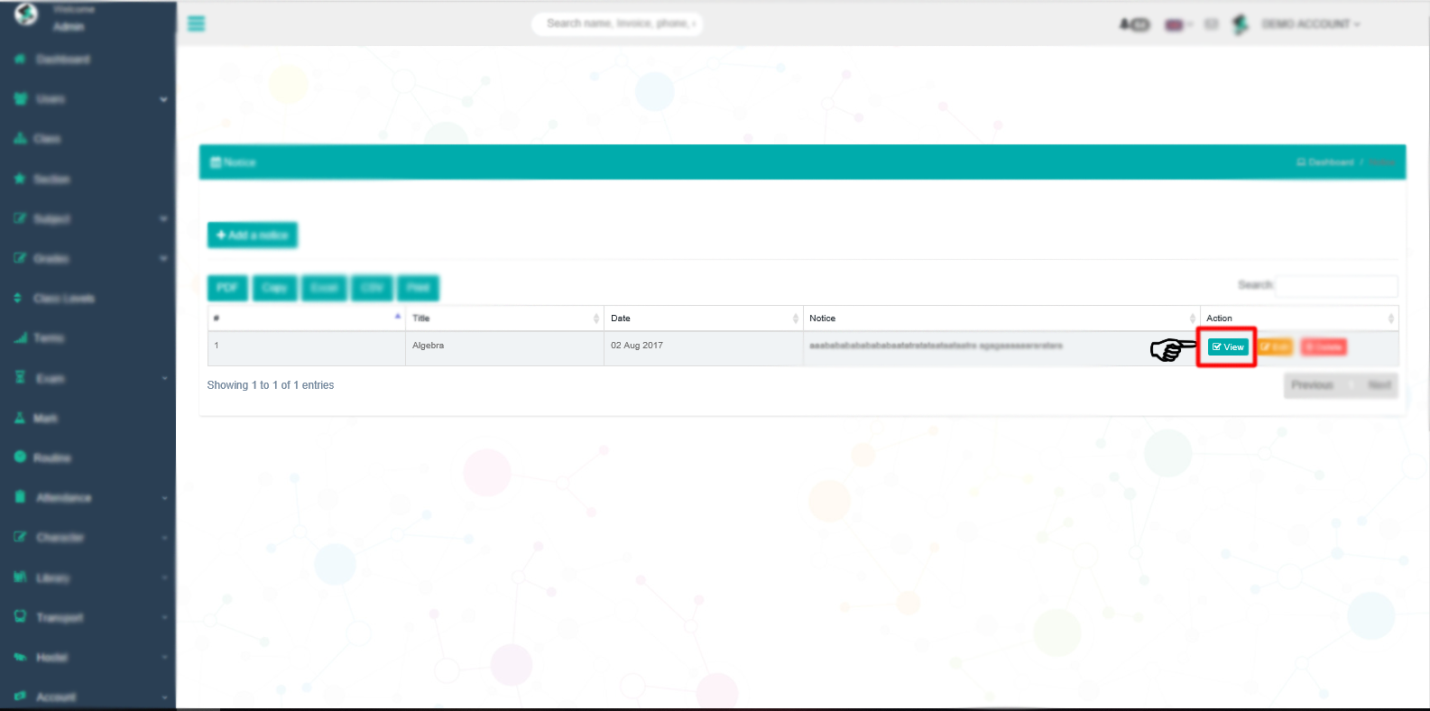 Welcome
Admin
Search name, Invoice, phone,
DEMO ACCOUNT
Dashboard
Users
Class
Section
Subject
Grades
Class Levels
Terms
Exam
Mark
Routine
Attendance
Character
Library
Transport
Hostel
Account
Notice
Dashboard /
Add a notice
PDF Copy Excel CSV Print
Search:
# Title Date Notice Action
1 Algebra 02 Aug 2017 View Edit Delete
Showing 1 to 1 of 1 entries
Previous 1 Next